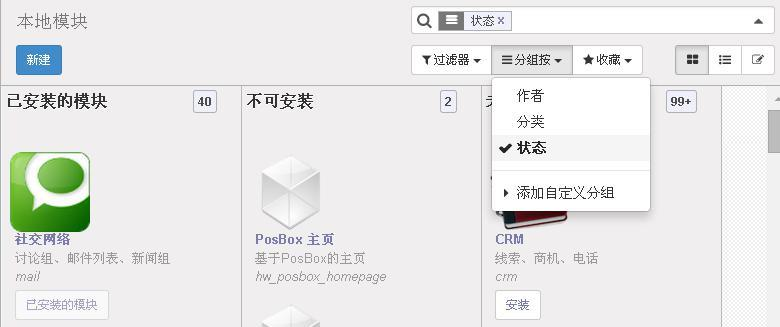 本地模块
状态 x
新建
过滤器
分组按
收藏
作者
分类
状态
添加自定义分组
已安装的模块 40
不可安装 2
99+
社交网络
讨论组、邮件列表、新闻组
mail
已安装的模块
PosBox 主页
基于PosBox的主页
hw_posbox_homepage
CRM
线索、商机、电话
crm
安装